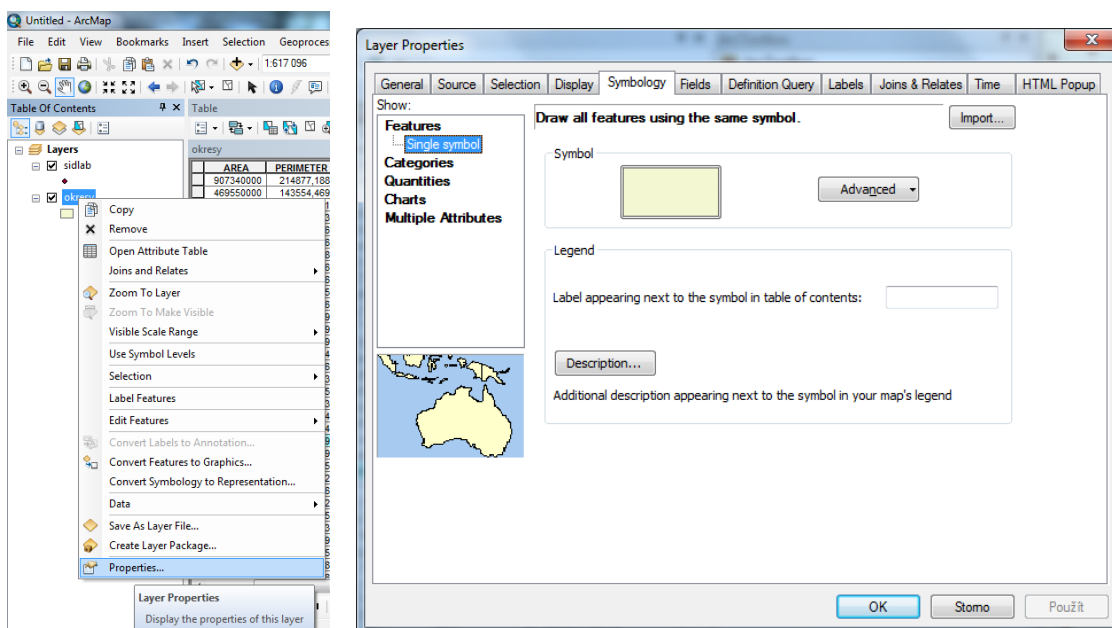 Untitled - ArcMap
File Edit View Bookmarks Insert Selection Geoproces
1:617 096
Table Of Contents
Table
Layers
sidlab
okresy
okresy
AREA PERIMETER
907340000 214877,188
469550000 143554,469
Copy
Remove
Open Attribute Table
Joins and Relates
Zoom To Layer
Zoom To Make Visible
Visible Scale Range
Use Symbol Levels
Selection
Label Features
Edit Features
Convert Labels to Annotation...
Convert Features to Graphics...
Convert Symbology to Representation...
Data
Save As Layer File...
Create Layer Package...
Properties...
Layer Properties
Display the properties of this layer
Layer Properties
General Source Selection Display Symbology Fields Definition Query Labels Joins & Relates Time HTML Popup
Show:
Features
Single symbol
Categories
Quantities
Charts
Multiple Attributes
Draw all features using the same symbol.
Import...
Symbol
Advanced
Legend
Label appearing next to the symbol in table of contents:
Description...
Additional description appearing next to the symbol in your map's legend
OK Storno Použít